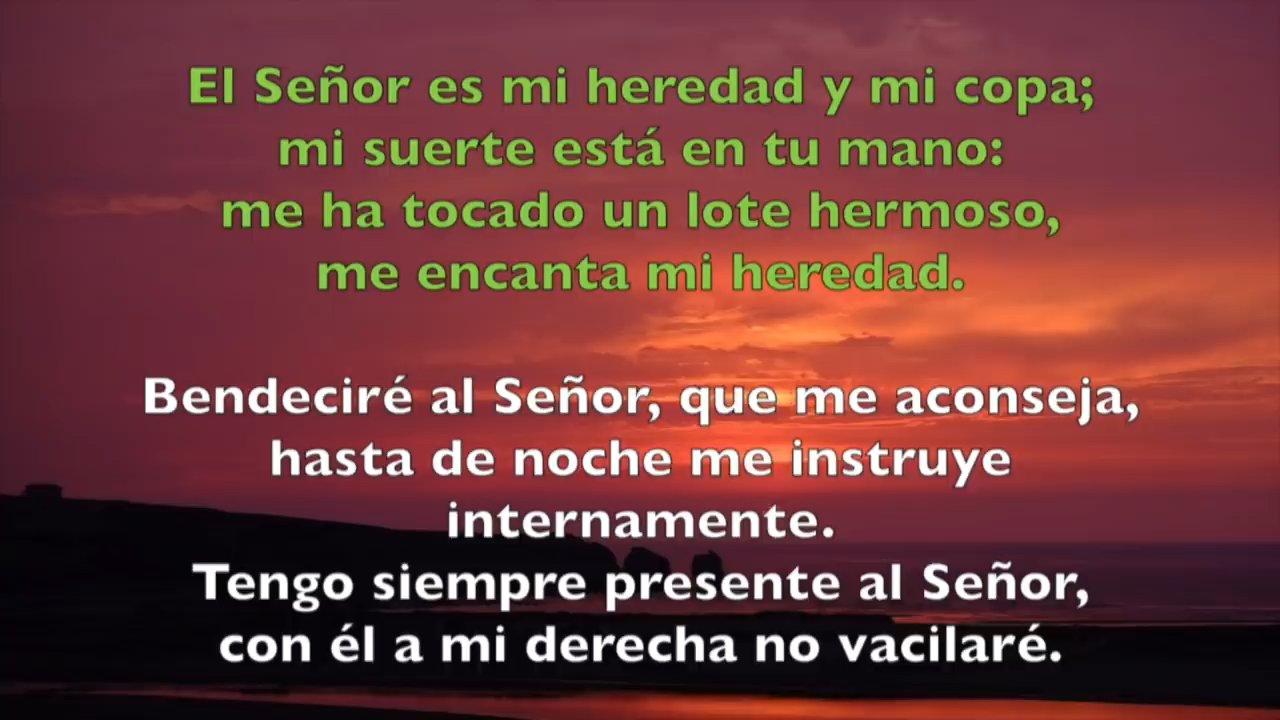 El Señor es mi heredad y mi copa;
mi suerte está en tu mano:
me ha tocado un lote hermoso,
me encanta mi heredad.
Bendeciré al Señor, que me aconseja,
hasta de noche me instruye
internamente.
Tengo siempre presente al Señor,
con él a mi derecha no vacilaré.